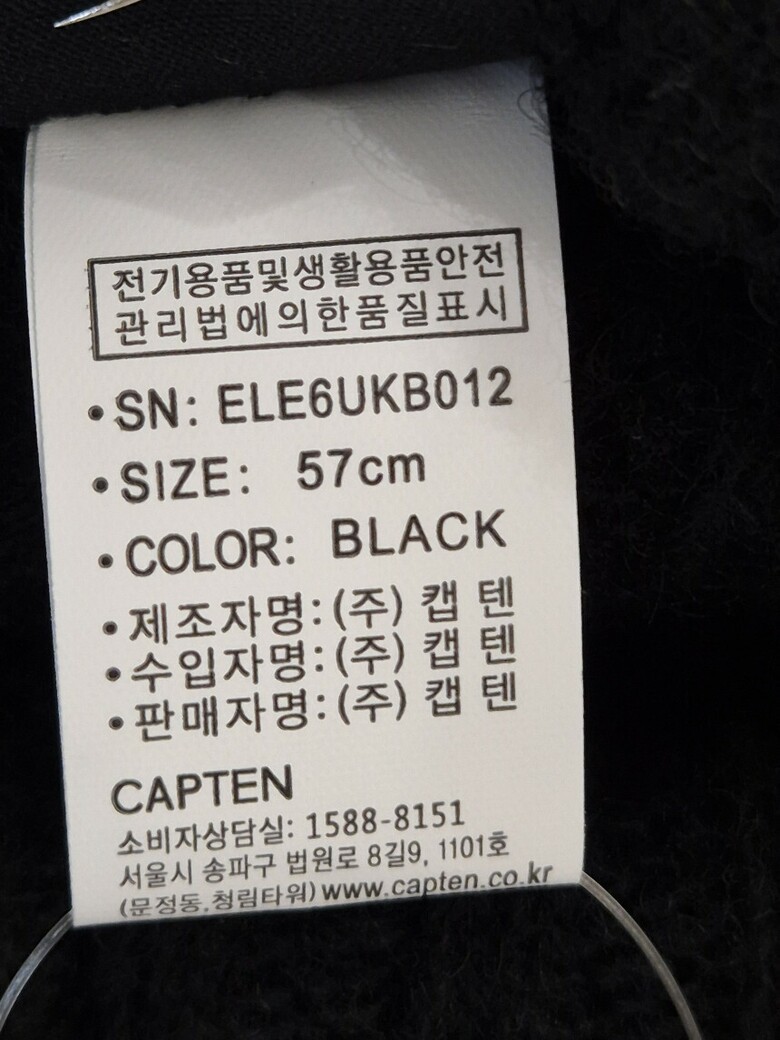 전기용품및생활용품안전
관리법에의한품질표시
•SN: ELE6UKB012
•SIZE: 57cm
•COLOR: BLACK
•제조자명:(주) 캡 텐
•수입자명:(주) 캡 텐
•판매자명:(주) 캡 텐
CAPTEN
소비자상담실: 1588-8151
서울시 송파구 법원로 8길9, 1101호
(문정동,청림타워) www.capten.co.kr